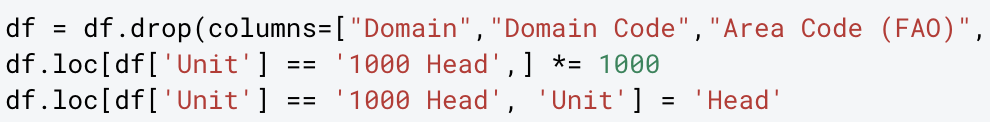 df = df.drop(columns=["Domain","Domain Code","Area Code (FAO)",
df.loc[df['Unit'] == '1000 Head',] *= 1000
df.loc[df['Unit'] == '1000 Head', 'Unit'] = 'Head'